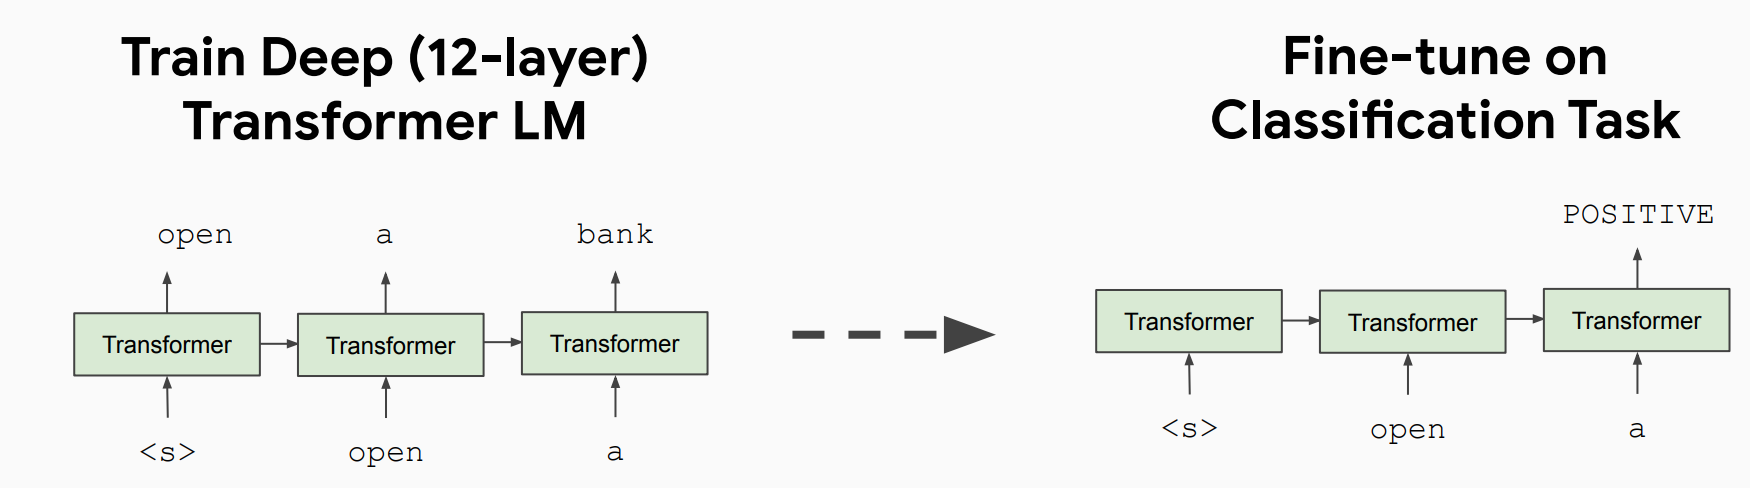 Train Deep (12-layer)
Transformer LM
open a bank
Transformer Transformer Transformer
<s> open a
Fine-tune on
Classification Task
POSITIVE
Transformer Transformer Transformer
<s> open a